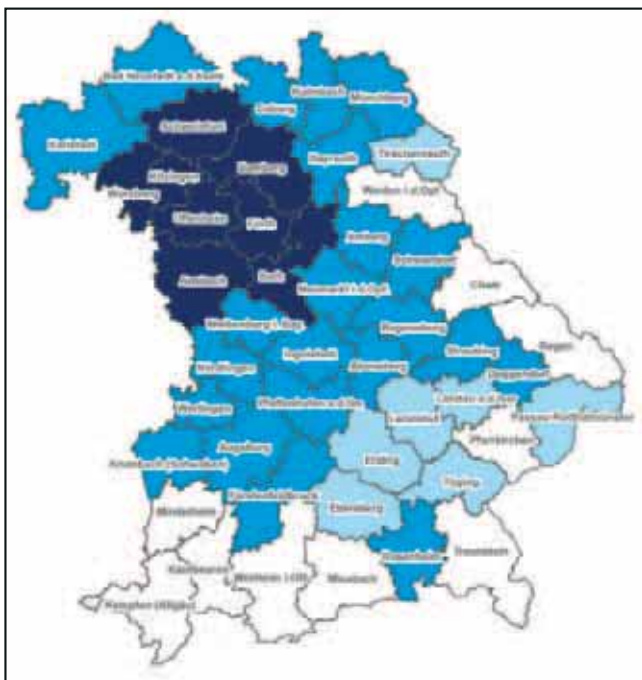 Bad Neustadt a.d.Saale
Kulmbach
Coburg
Münchberg
Karlstadt
Schweinfurt
Bamberg
Bayreuth
Tirschenreuth
Kitzingen
Würzburg
Weiden i.d.Opf.
Uffenheim
Fürth
Amberg
Schwandorf
Ansbach
Roth
Neumarkt i.d.Opf.
Cham
Weißenburg i. Bay.
Regensburg
Regen
Ingolstadt
Straubing
Nördlingen
Abensberg
Deggendorf
Wertingen
Pfaffenhofen a.d.Ilm
Landshut
Landau a.d.Isar
Passau-Rotthalmünster
Pfarrkirchen
Krumbach (Schwaben)
Augsburg
Erding
Töging
Fürstenfeldbruck
Ebersberg
Mindelheim
Rosenheim
Traunstein
Kaufbeuren
Weilheim i.OB
Miesbach
Kempten (Allgäu)